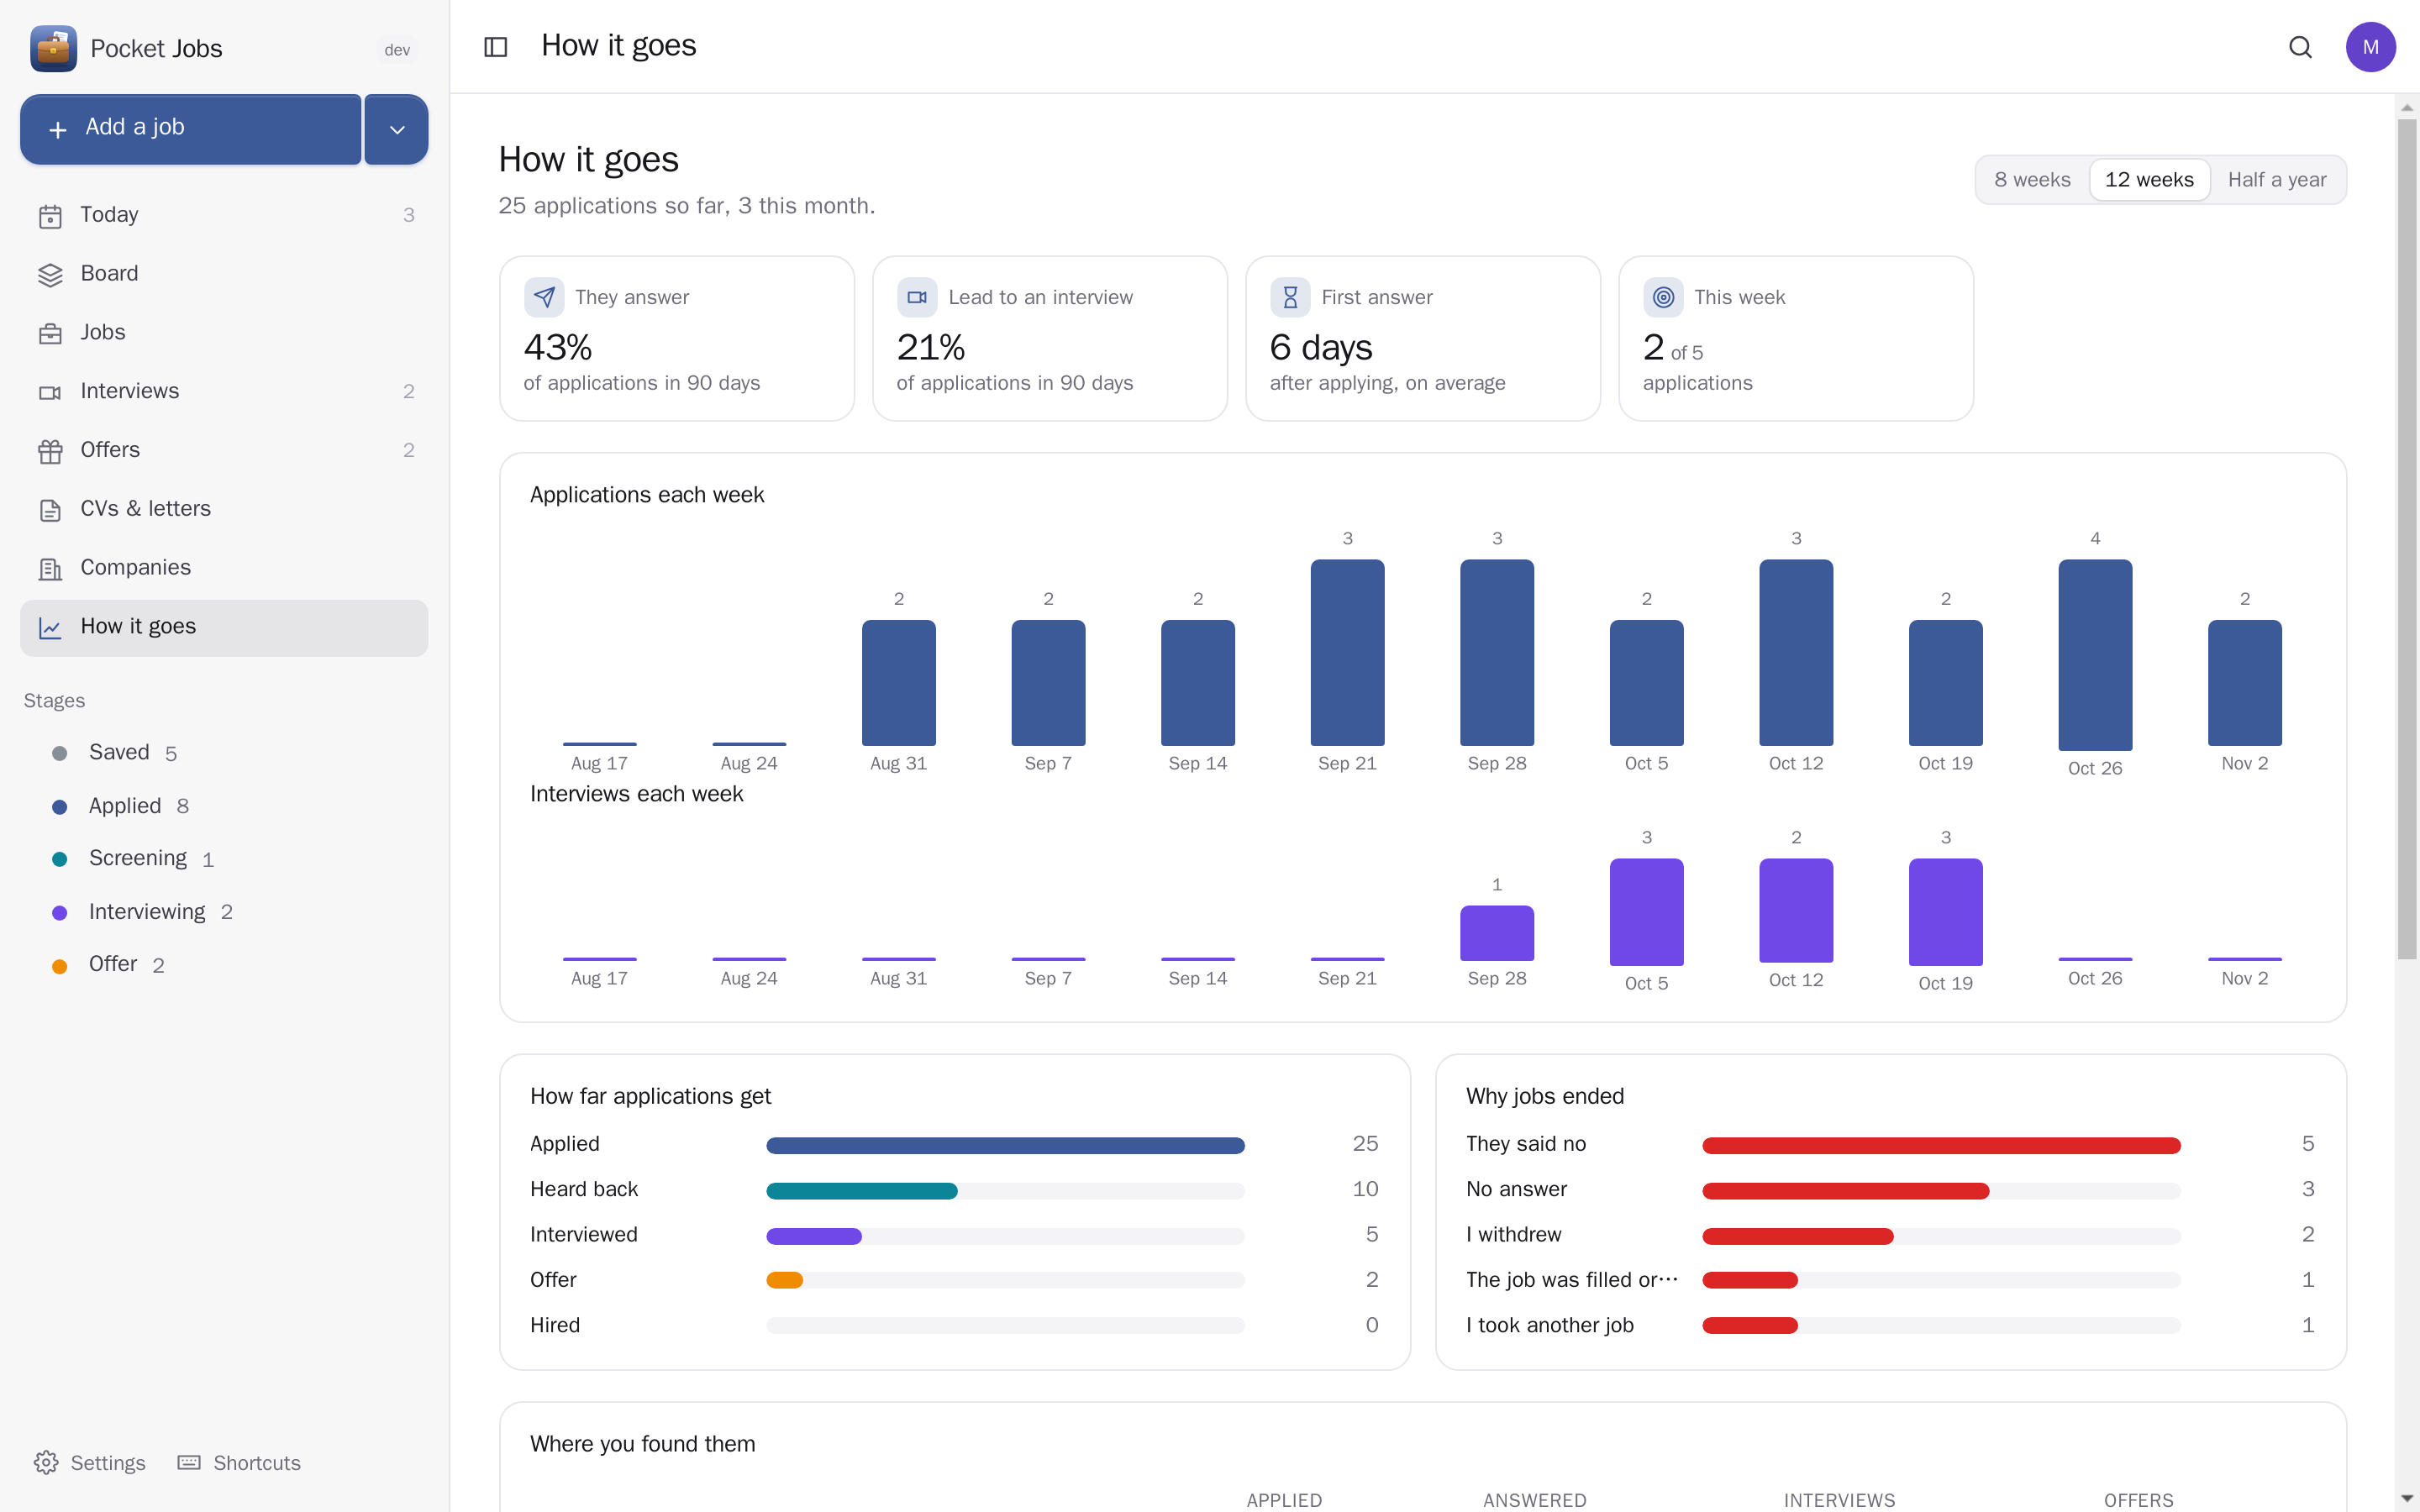 Pocket Jobs
dev
Add a job
Today 3
Board
Jobs
Interviews 2
Offers 2
CVs & letters
Companies
How it goes
Stages
Saved 5
Applied 8
Screening 1
Interviewing 2
Offer 2
Settings
Shortcuts
How it goes
M
How it goes
25 applications so far, 3 this month.
8 weeks
12 weeks
Half a year
They answer
43%
of applications in 90 days
Lead to an interview
21%
of applications in 90 days
First answer
6 days
after applying, on average
This week
2 of 5
applications
Applications each week
2 2 2 3 3 2 3 2 4 2
Aug 17 Aug 24 Aug 31 Sep 7 Sep 14 Sep 21 Sep 28 Oct 5 Oct 12 Oct 19 Oct 26 Nov 2
Interviews each week
1 3 2 3
Aug 17 Aug 24 Aug 31 Sep 7 Sep 14 Sep 21 Sep 28 Oct 5 Oct 12 Oct 19 Oct 26 Nov 2
How far applications get
Applied 25
Heard back 10
Interviewed 5
Offer 2
Hired 0
Why jobs ended
They said no 5
No answer 3
I withdrew 2
The job was filled or··· 1
I took another job 1
Where you found them
APPLIED ANSWERED INTERVIEWS OFFERS